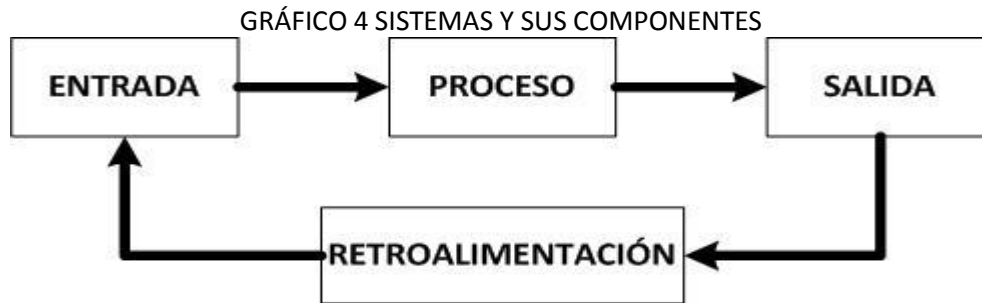 GRÁFICO 4 SISTEMAS Y SUS COMPONENTES
ENTRADA
PROCESO
SALIDA
RETROALIMENTACIÓN